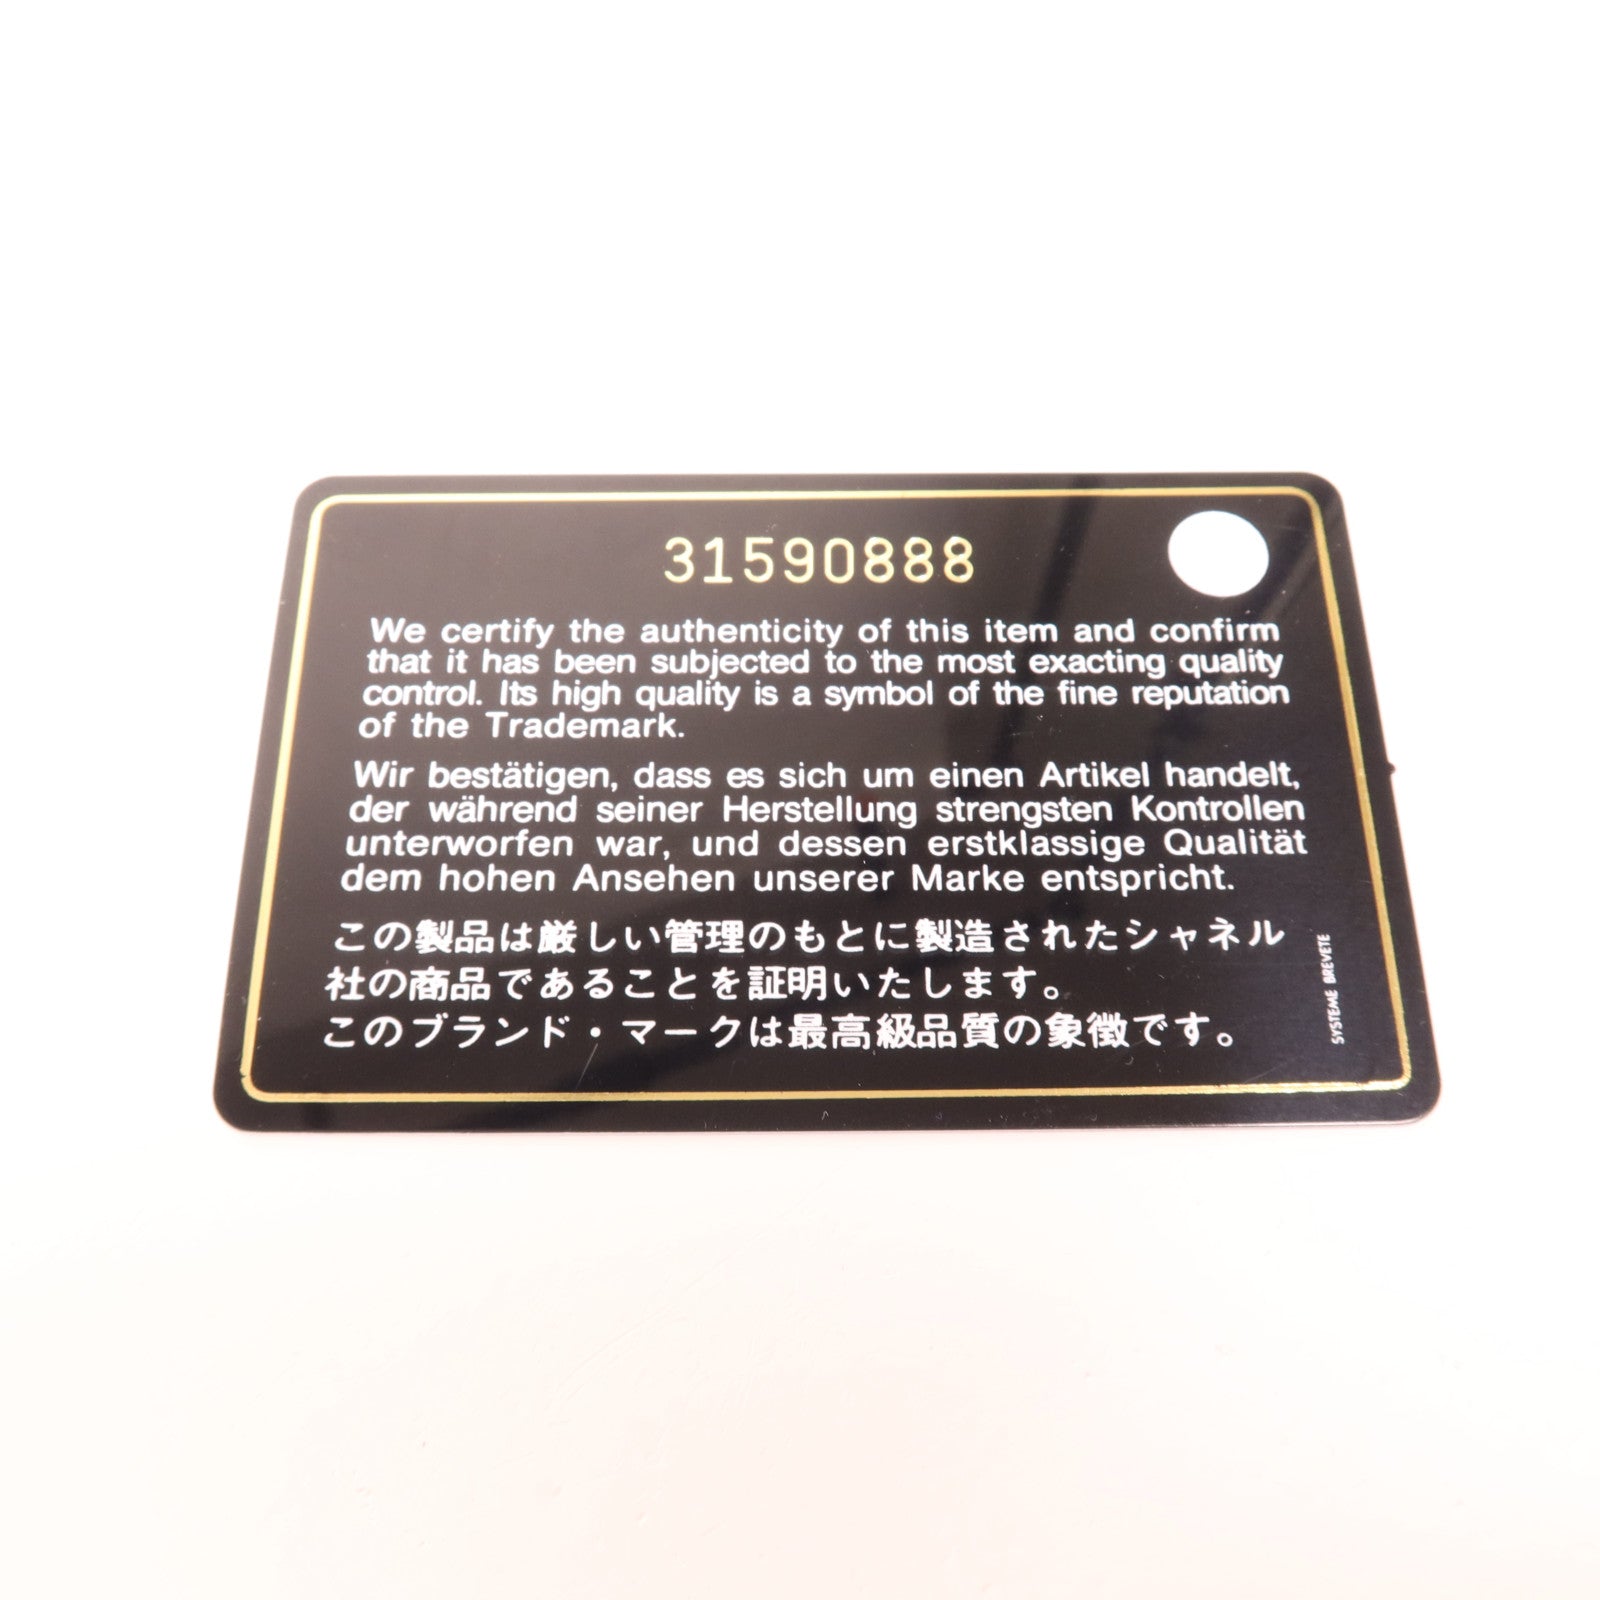 31590888
We certify the authenticity of this item and confirm
that it has been subjected to the most exacting quality
control. Its high quality is a symbol of the fine reputation
of the Trademark.
Wir bestätigen, dass es sich um einen Artikel handelt,
der während seiner Herstellung strengsten Kontrollen
unterworfen war, und dessen erstklassige Qualität
dem hohen Ansehen unserer Marke entspricht.
この製品は厳しい管理のもとに製造されたシャネル
社の商品であることを証明いたします。
このブランド・マークは最高級品質の象徴です。
SYSTEME BREVETE